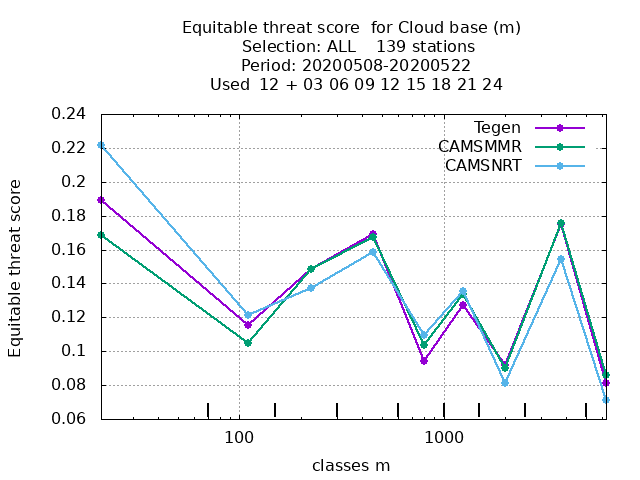 Equitable threat score  for Cloud base (m)
Selection: ALL    139 stations
Period: 20200508-20200522
Used  12 + 03 06 09 12 15 18 21 24
Equitable threat score
0.24
0.22
0.2
0.18
0.16
0.14
0.12
0.1
0.08
0.06
Tegen
CAMSMMR
CAMSNRT
100
1000
classes m